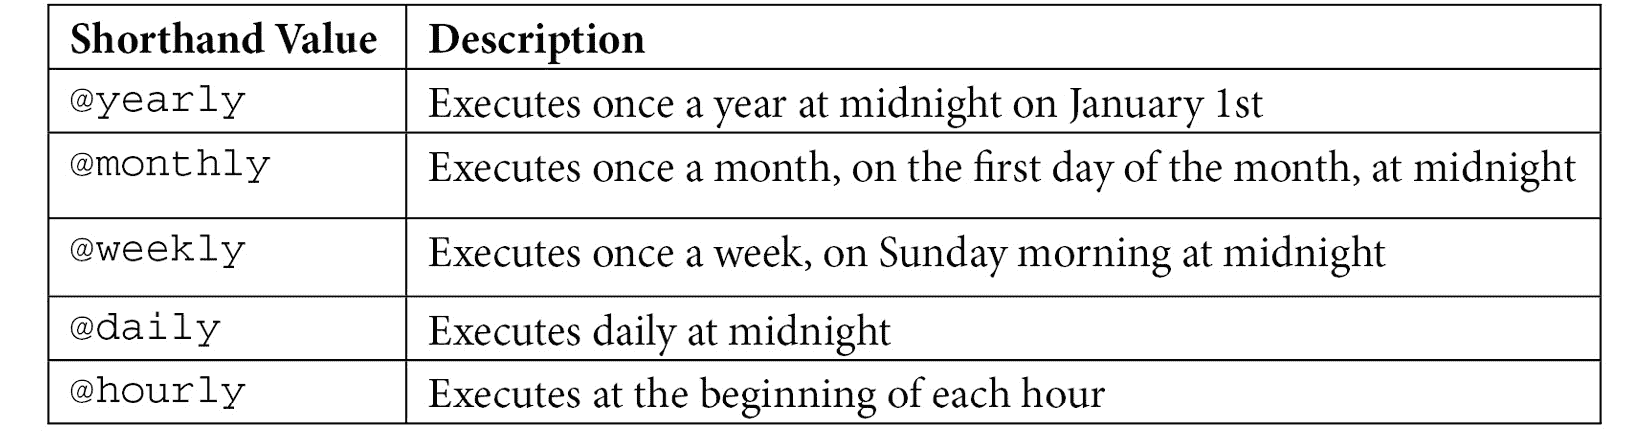 Shorthand Value Description
@yearly Executes once a year at midnight on January 1st
@monthly Executes once a month, on the first day of the month, at midnight
@weekly Executes once a week, on Sunday morning at midnight
@daily Executes daily at midnight
@hourly Executes at the beginning of each hour